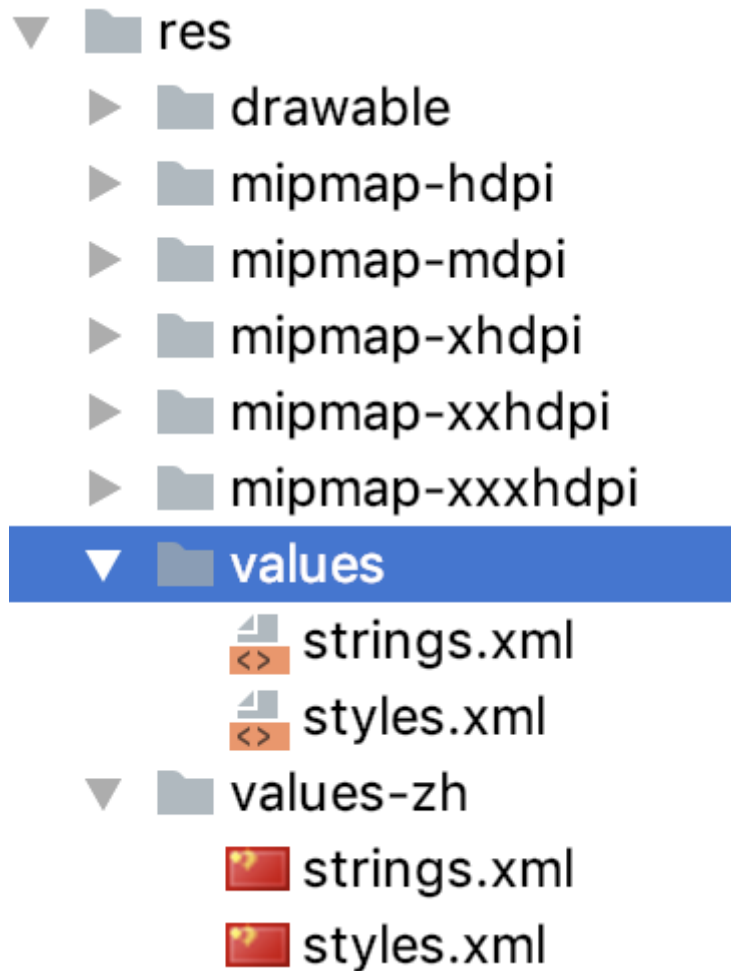 res
drawable
mipmap-hdpi
mipmap-mdpi
mipmap-xhdpi
mipmap-xxhdpi
mipmap-xxxhdpi
values
strings.xml
styles.xml
values-zh
strings.xml
styles.xml